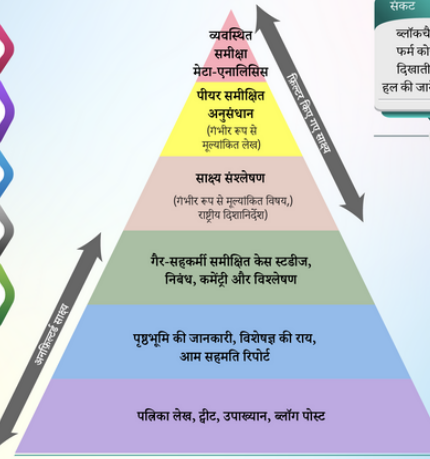 व्यवस्थित
समीक्षा
मेटा-एनालिसिस
पीयर समीक्षित
अनुसंधान
(गंभीर रूप से
मूल्यांकित लेख)
साक्ष्य संश्लेषण
(गंभीर रूप से मूल्यांकित विषय,)
राष्ट्रीय दिशानिर्देश)
गैर-सहकर्मी समीक्षित केस स्टडीज,
निबंध, कमेंट्री और विश्लेषण
पृष्ठभूमि की जानकारी, विशेषज्ञ की राय,
आम सहमति रिपोर्ट
पत्रिका लेख, ट्वीट, उपाख्यान, ब्लॉग पोस्ट
फ़िल्टर किए गए साक्ष्य
अनफ़िल्टर्ड साक्ष्य
संकट
फर्म को
दिखाती
हल की